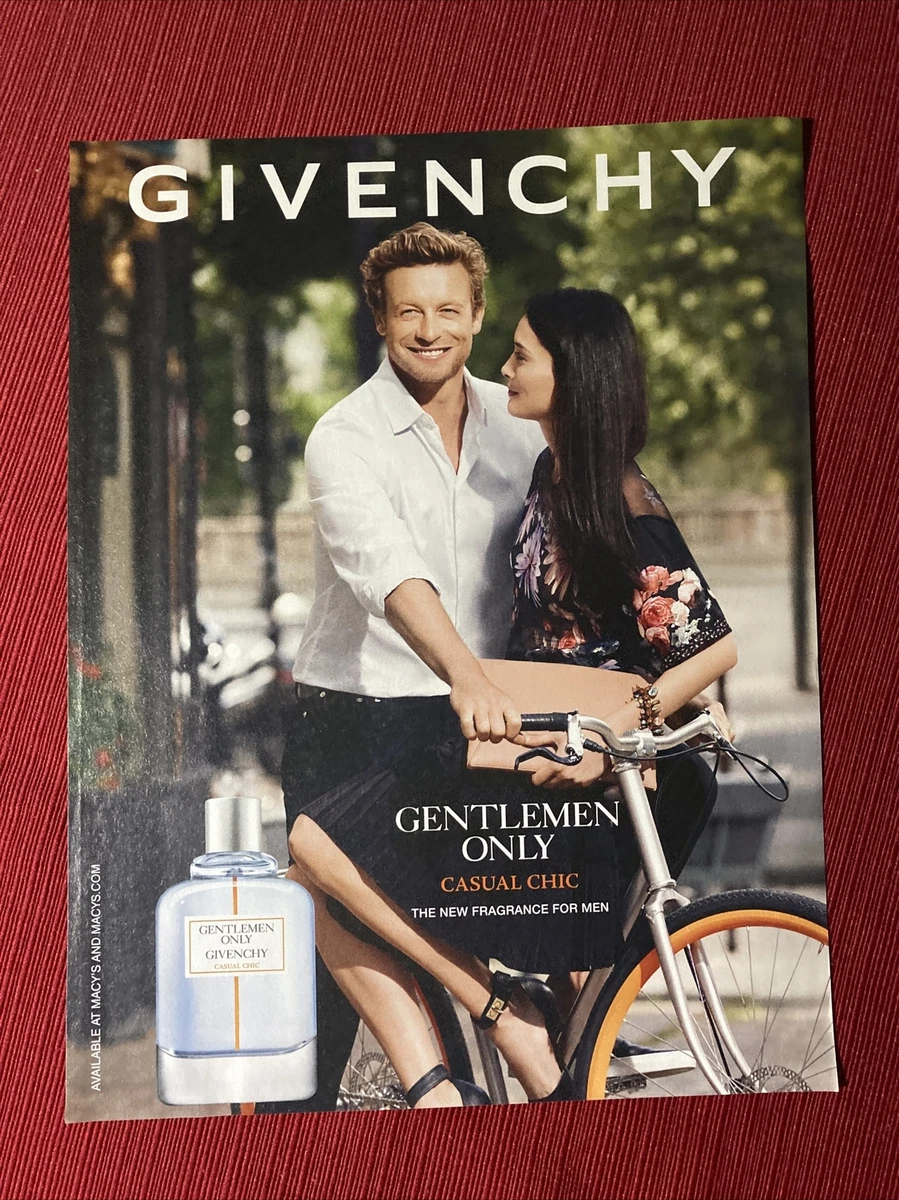 GIVENCHY
GENTLEMEN
ONLY
CASUAL CHIC
THE NEW FRAGRANCE FOR MEN
GENTLEMEN
ONLY
GIVENCHY
CASUAL CHIC
AVAILABLE AT MACY'S AND MACYS.COM